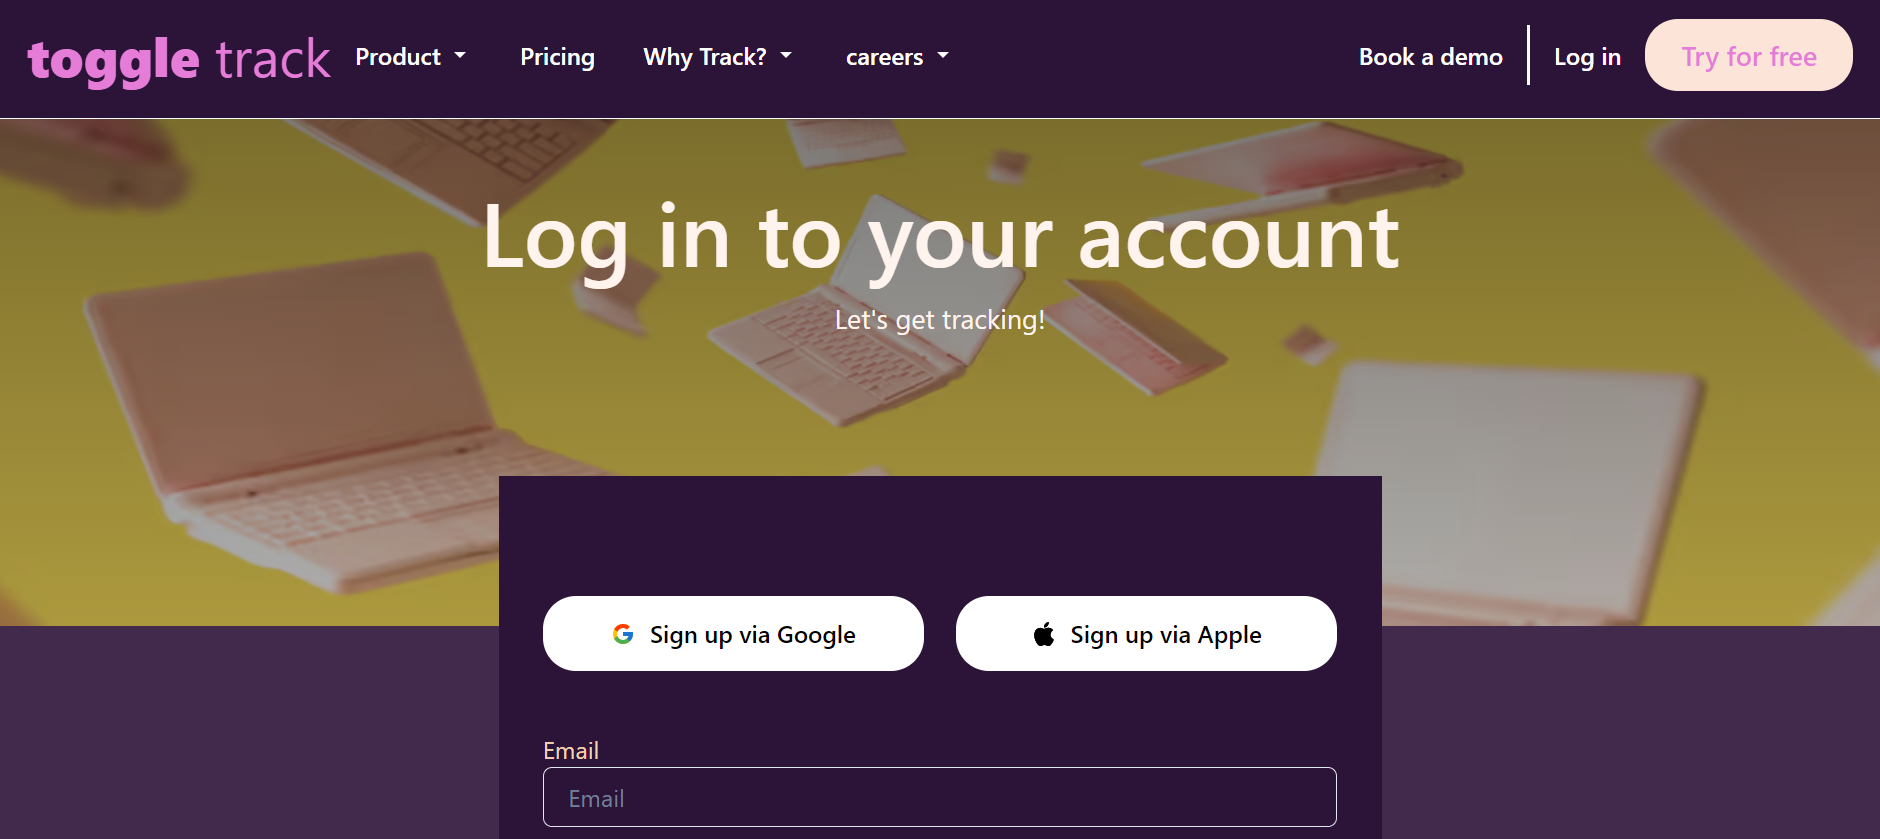 toggle track Product Pricing Why Track? careers Book a demo Log in Try for free
Log in to your account
Let's get tracking!
Sign up via Google Sign up via Apple
Email
Email